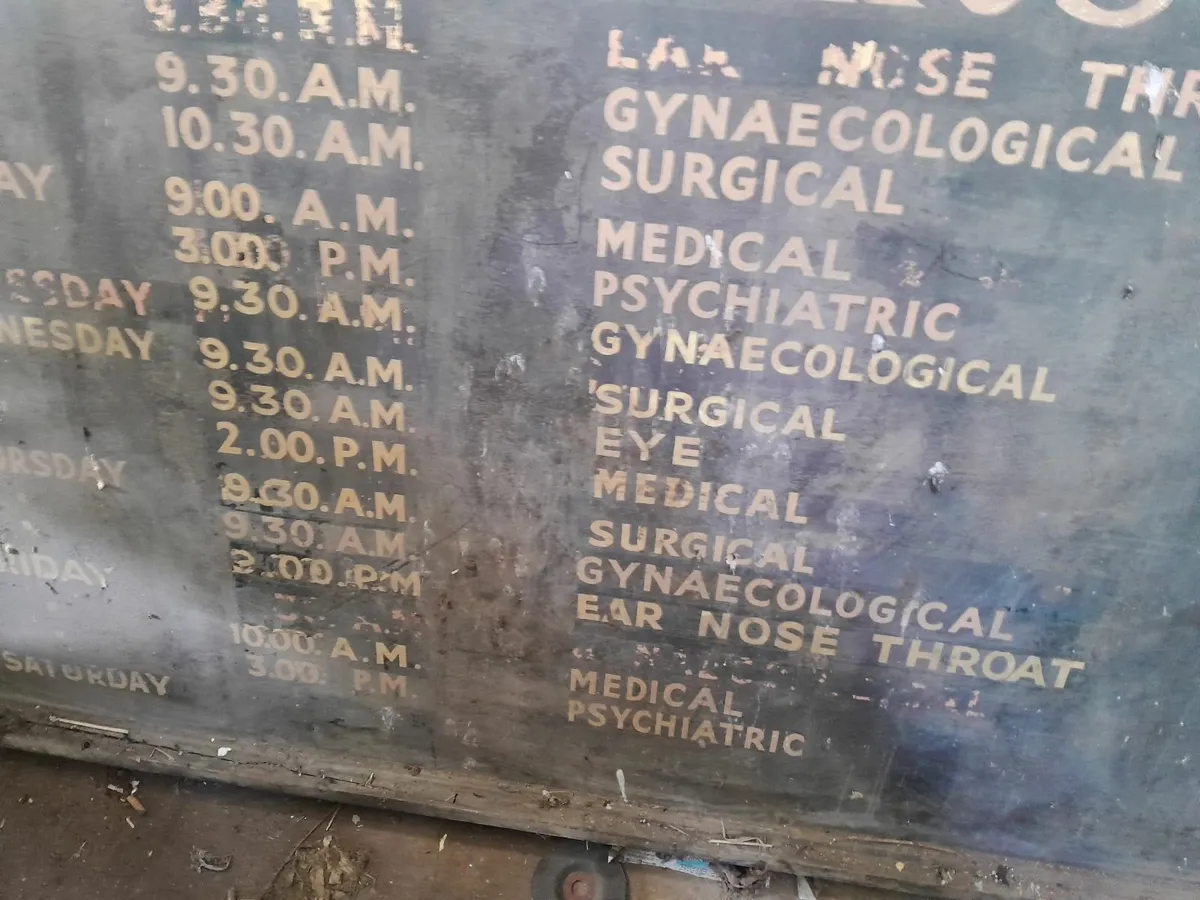 A.M. EAR NOSE THR
9.30. A.M. GYNAECOLOGICAL
10.30. A.M. SURGICAL
AY 9:00. A.M. MEDICAL
3.00. P.M. PSYCHIATRIC
ESDAY 9.30. A.M. GYNAECOLOGICAL
NESDAY 9.30. A.M. SURGICAL
9.30. A.M. EYE
2.00. P.M. MEDICAL
URSDAY 9.30. A.M. SURGICAL
9.30. A.M GYNAECOLOGICAL
RIDAY .00 P.M EAR NOSE THROAT
10.00. A.M. MEDICAL
SATURDAY 3.00. P.M PSYCHIATRIC